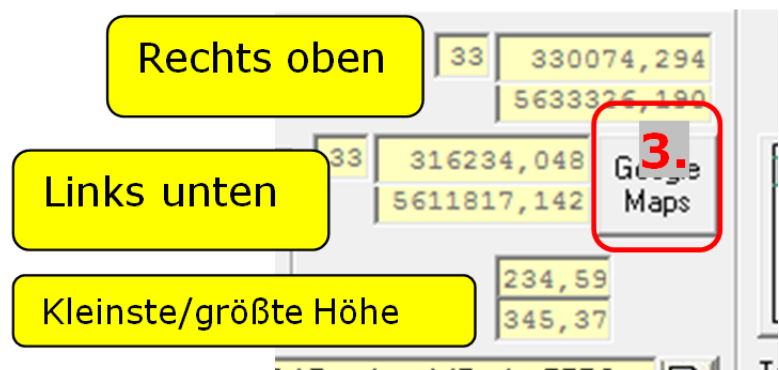 Rechts oben
33 330074,294
5633326,190
33 316234,048
3.
Google
Maps
Links unten
5611817,142
234,59
Kleinste/größte Höhe
345,37